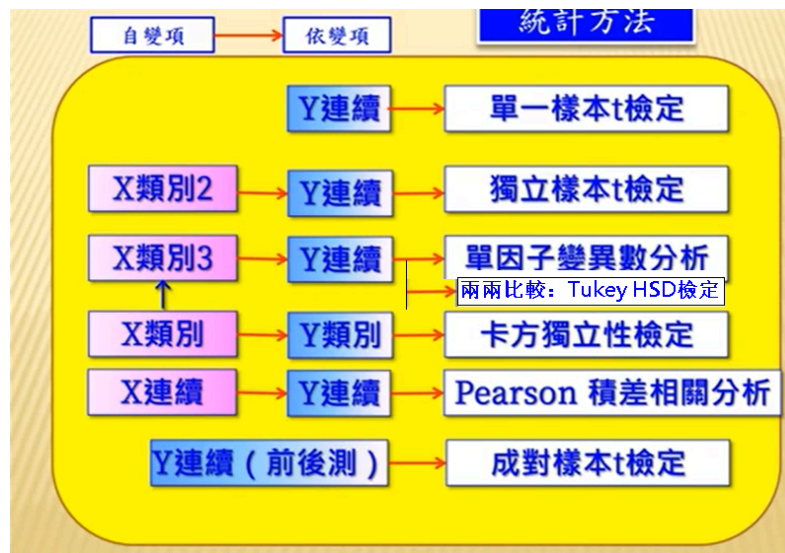 自變項
依變項
統計方法
Y連續
單一樣本t檢定
X類別2
Y連續
獨立樣本t檢定
X類別3
Y連續
單因子變異數分析
兩兩比較：Tukey HSD檢定
X類別
Y類別
卡方獨立性檢定
X連續
Y連續
Pearson 積差相關分析
Y連續（前後測）
成對樣本t檢定